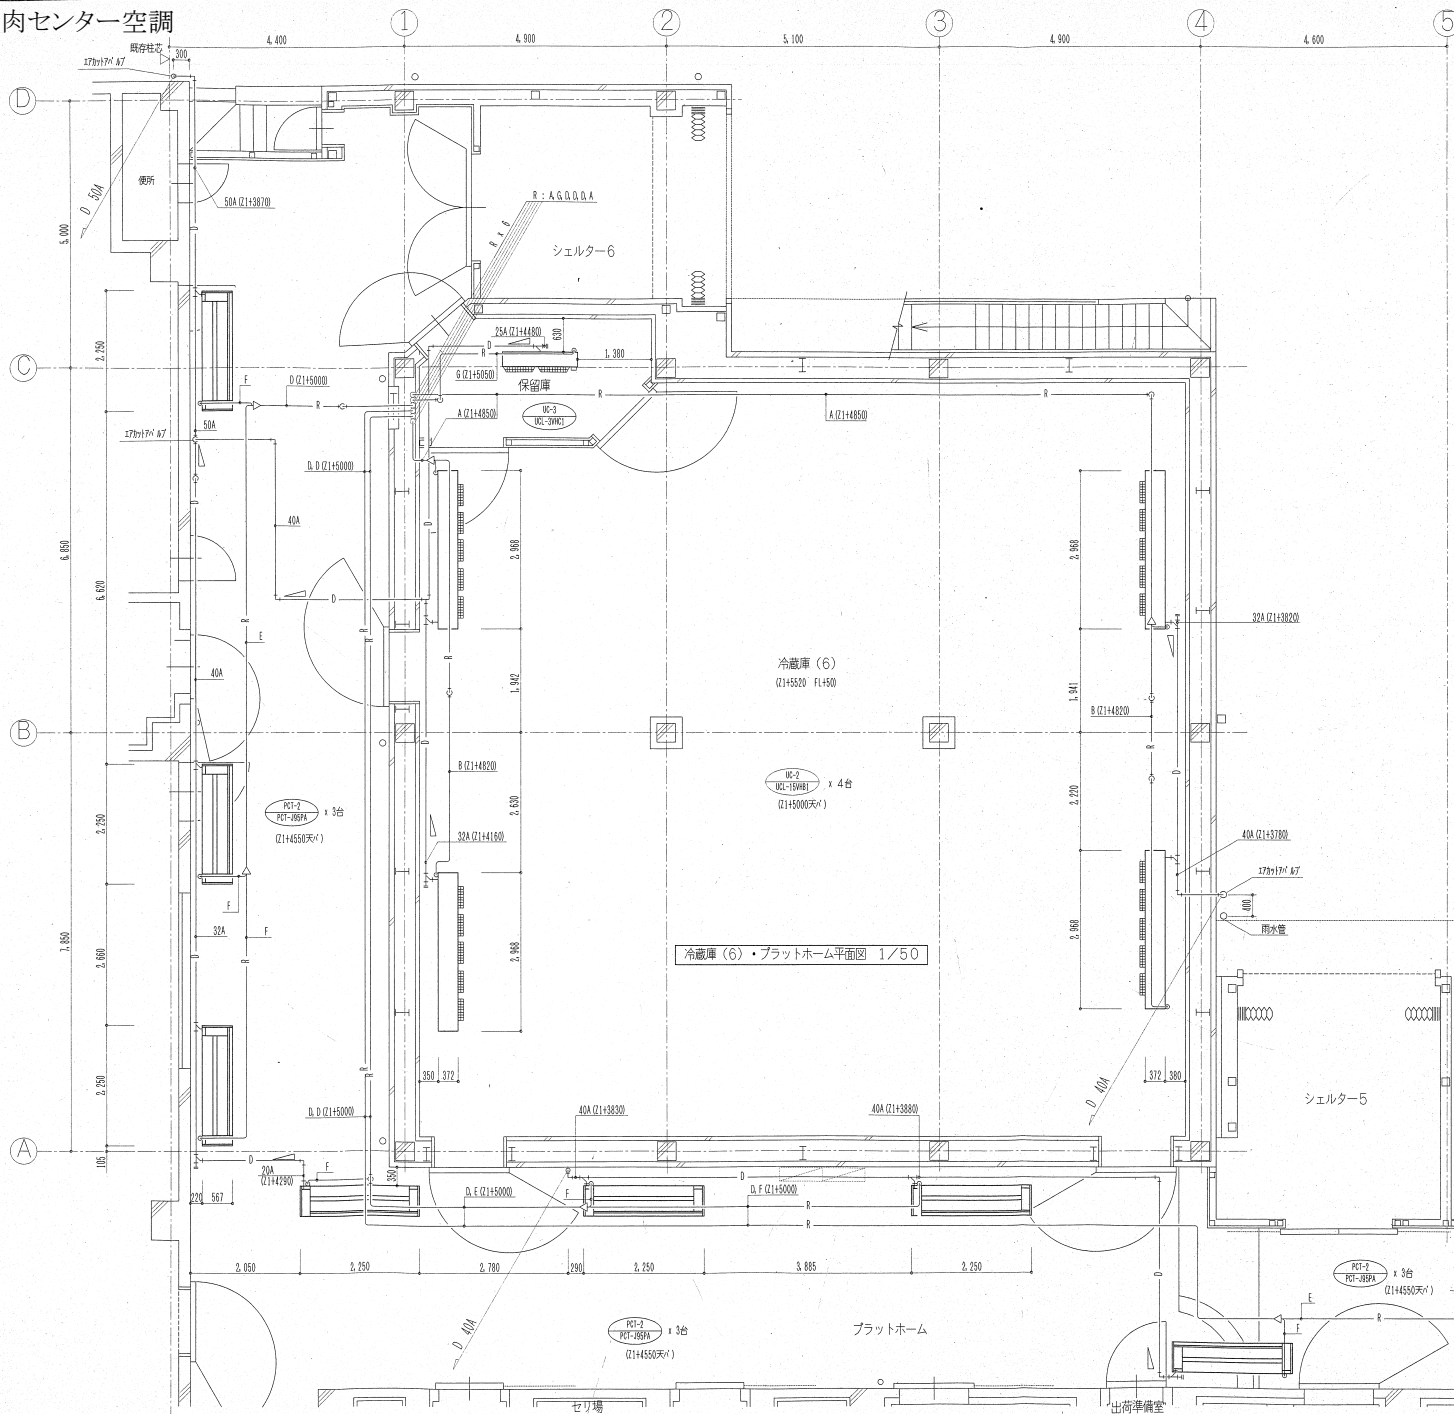 肉センター空調
1
2
3
4
5
4,400
4,900
5,100
4,900
4,600
既存柱芯
300
エアカットバルブ
D
便所
D 50A
50A(Z1+3870)
5,000
R : A,G,D,D,D,A
R x 6
シェルター6
25A(Z1+4480)
630
D
R
1,380
G(Z1+5050)
保留庫
UC-3
UCL-3VHC1
A(Z1+4850)
R
A(Z1+4850)
R
C
2,250
F
D(Z1+5000)
R
50A
エアカットバルブ
D,D(Z1+5000)
40A
6,850
6,620
D
2,968
2,968
冷蔵庫(6)
(Z1+5520 FL+50)
32A(Z1+3820)
E
40A
1,942
1,941
B(Z1+4820)
B
B(Z1+4820)
UC-2
UCL-15VHB1
x 4台
(Z1+5000天バ)
2,250
PCT-2
PCT-J95PA
x 3台
(Z1+4550天バ)
2,630
2,220
32A(Z1+4160)
40A(Z1+3780)
エアカットバルブ
400
雨水管
F
32A
F
7,850
2,660
2,968
2,968
冷蔵庫(6)・プラットホーム平面図 1/50
2,250
350
372
372
380
D 40A
シェルター5
D,D(Z1+5000)
40A(Z1+3830)
40A(Z1+3880)
A
105
D
20A
(Z1+4290)
F
350
220
567
D,E(Z1+5000)
F
D
D,F(Z1+5000)
R
R
2,050
2,250
2,780
290
2,250
3,885
2,250
D 40A
PCT-2
PCT-J95PA
x 3台
(Z1+4550天バ)
プラットホーム
D
PCT-2
PCT-J95PA
x 3台
(Z1+4550天バ)
E
R
F
セリ場
出荷準備室